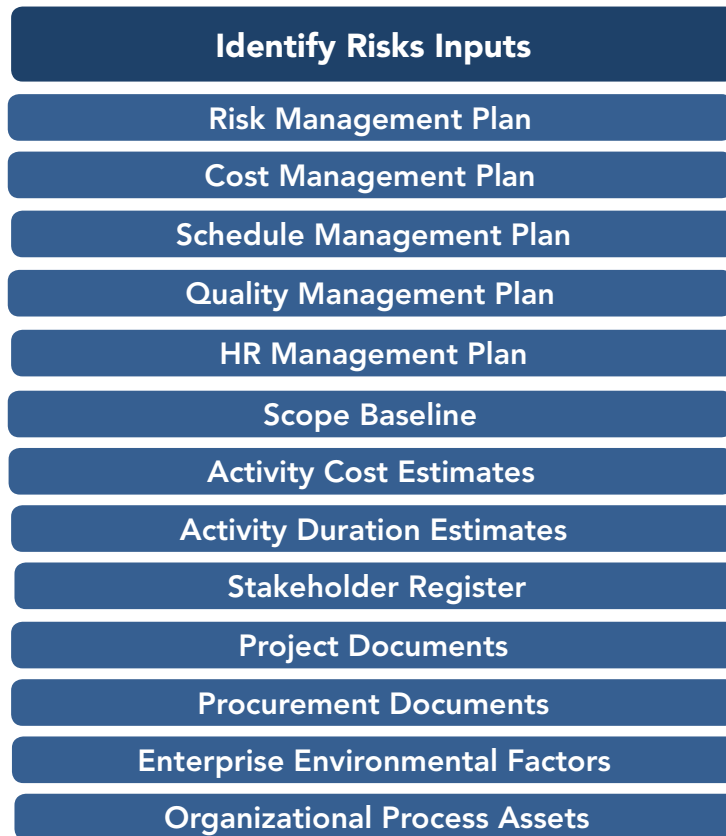 Identify Risks Inputs
Risk Management Plan
Cost Management Plan
Schedule Management Plan
Quality Management Plan
HR Management Plan
Scope Baseline
Activity Cost Estimates
Activity Duration Estimates
Stakeholder Register
Project Documents
Procurement Documents
Enterprise Environmental Factors
Organizational Process Assets